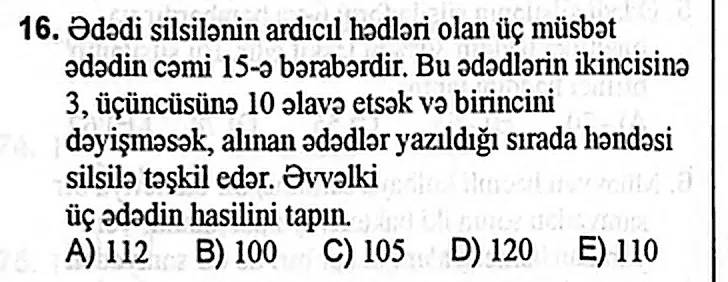 16. Ədədi silsilənin ardıcıl hədləri olan üç müsbət
ədədin cəmi 15-ə bərabərdir. Bu ədədlərin ikincisinə
3, üçüncüsünə 10 əlavə etsək və birincini
dəyişməsək, alınan ədədlər yazıldığı sırada həndəsi
silsilə təşkil edər. Əvvəlki
üç ədədin hasilini tapın.
A) 112 B) 100 C) 105 D) 120 E) 110